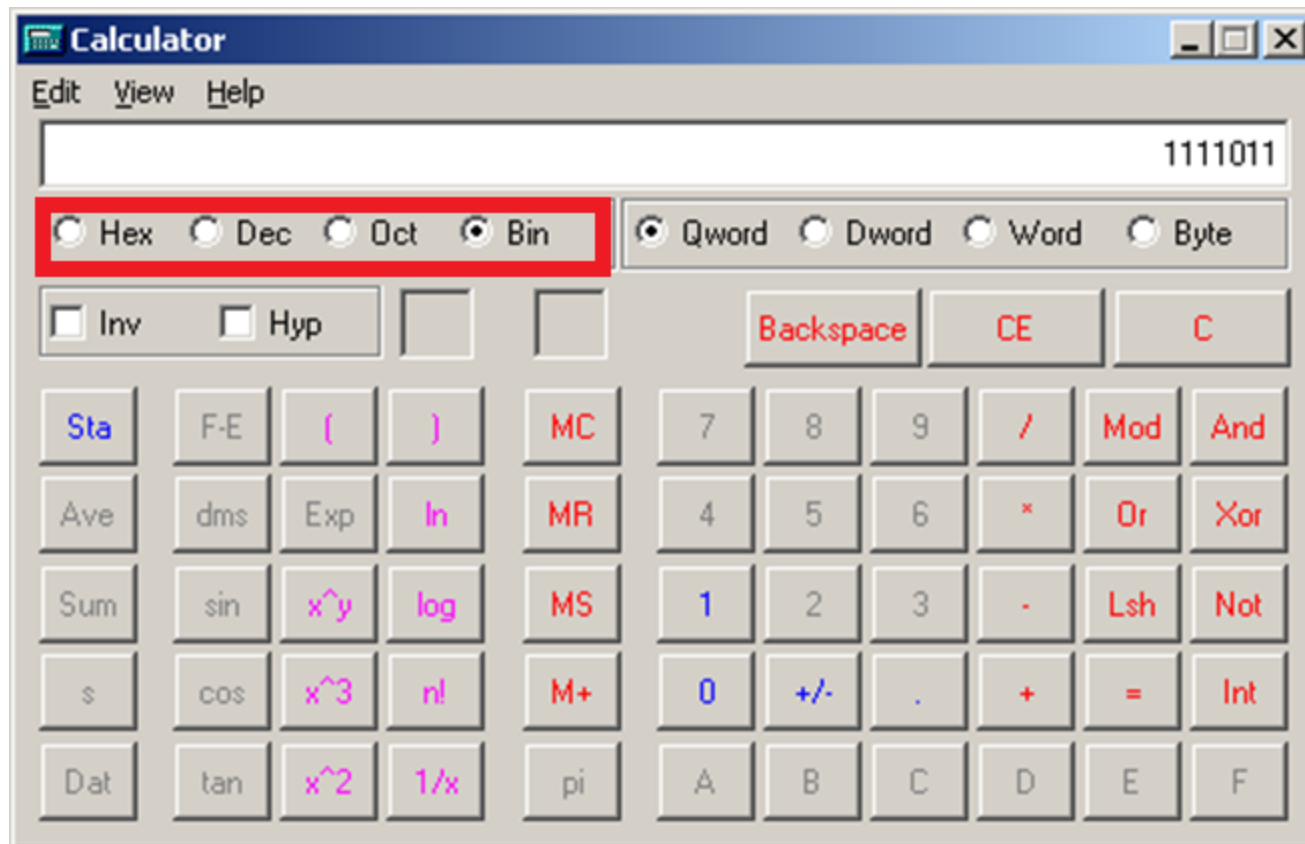 Calculator
Edit View Help
1111011
Hex Dec Oct Bin Qword Dword Word Byte
Inv Hyp Backspace CE C
Sta F-E ( ) MC 7 8 9 / Mod And
Ave dms Exp ln MR 4 5 6 * Or Xor
Sum sin x^y log MS 1 2 3 - Lsh Not
s cos x^3 n! M+ 0 +/- . + = Int
Dat tan x^2 1/x pi A B C D E F